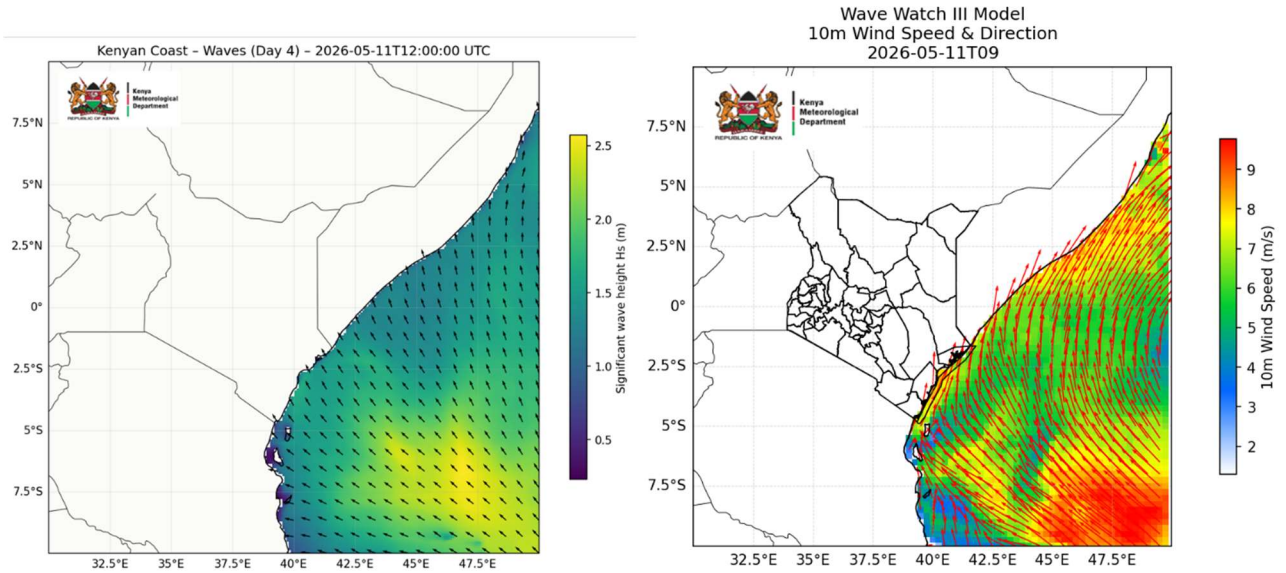 Kenyan Coast – Waves (Day 4) – 2026-05-11T12:00:00 UTC
Kenya
Meteorological
Department
REPUBLIC OF KENYA
7.5°N
5°N
2.5°N
0°
2.5°S
5°S
7.5°S
32.5°E 35°E 37.5°E 40°E 42.5°E 45°E 47.5°E
2.5
2.0
1.5
1.0
0.5
Significant wave height Hs (m)
Wave Watch III Model
10m Wind Speed & Direction
2026-05-11T09
Kenya
Meteorological
Department
REPUBLIC OF KENYA
7.5°N
5°N
2.5°N
0°
2.5°S
5°S
7.5°S
32.5°E 35°E 37.5°E 40°E 42.5°E 45°E 47.5°E
9
8
7
6
5
4
3
2
10m Wind Speed (m/s)